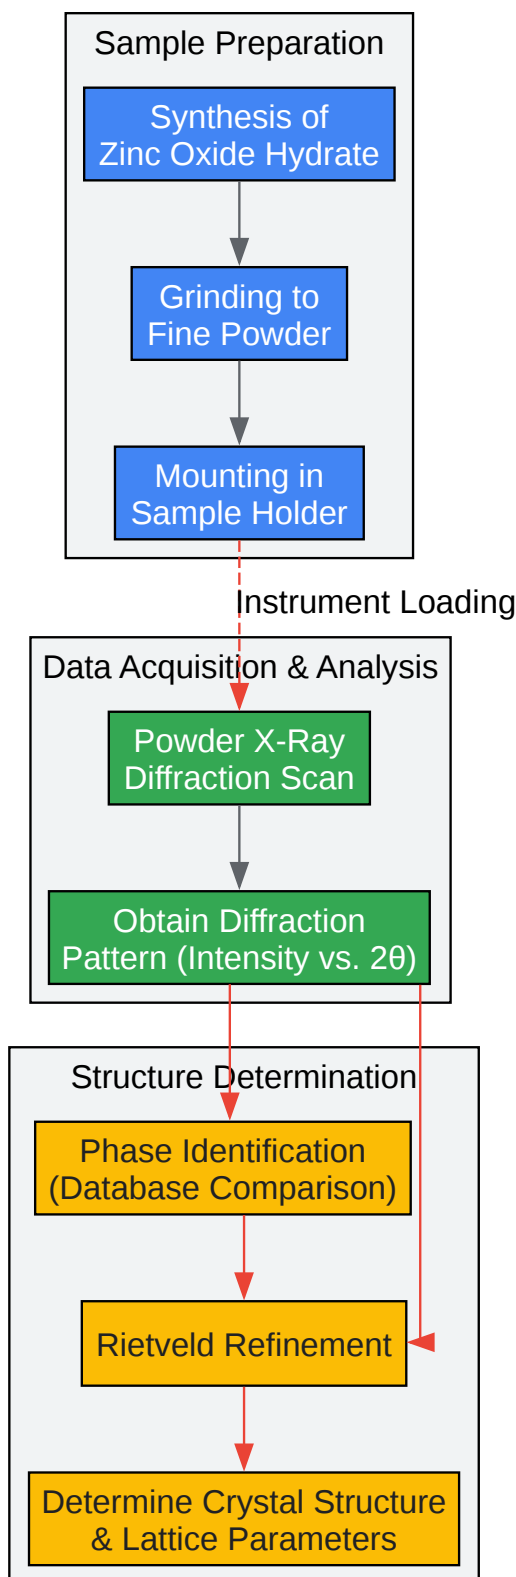 Sample Preparation
Synthesis of
Zinc Oxide Hydrate
Grinding to
Fine Powder
Mounting in
Sample Holder
Instrument Loading
Data Acquisition & Analysis
Powder X-Ray
Diffraction Scan
Obtain Diffraction
Pattern (Intensity vs. 2θ)
Structure Determination
Phase Identification
(Database Comparison)
Rietveld Refinement
Determine Crystal Structure
& Lattice Parameters